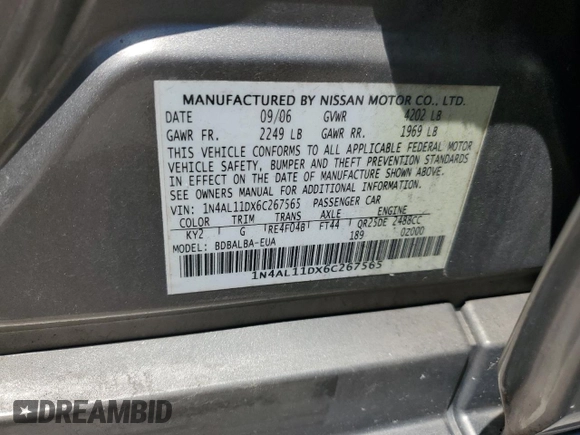 MANUFACTURED BY NISSAN MOTOR CO., LTD.
DATE 09/06 GVWR 4202 LB
GAWR FR. 2249 LB GAWR RR. 1969 LB
THIS VEHICLE CONFORMS TO ALL APPLICABLE FEDERAL MOTOR
VEHICLE SAFETY, BUMPER AND THEFT PREVENTION STANDARDS
IN EFFECT ON THE DATE OF MANUFACTURE SHOWN ABOVE.
SEE OWNERS MANUAL FOR ADDITIONAL INFORMATION.
VIN: 1N4AL11DX6C267565 PASSENGER CAR
COLOR TRIM TRANS AXLE ENGINE
KY2 G RE4F04B FT44 QR25DE 2488CC
MODEL: BDBALBA-EUA 189 02000
1N4AL11DX6C267565
DREAMBID